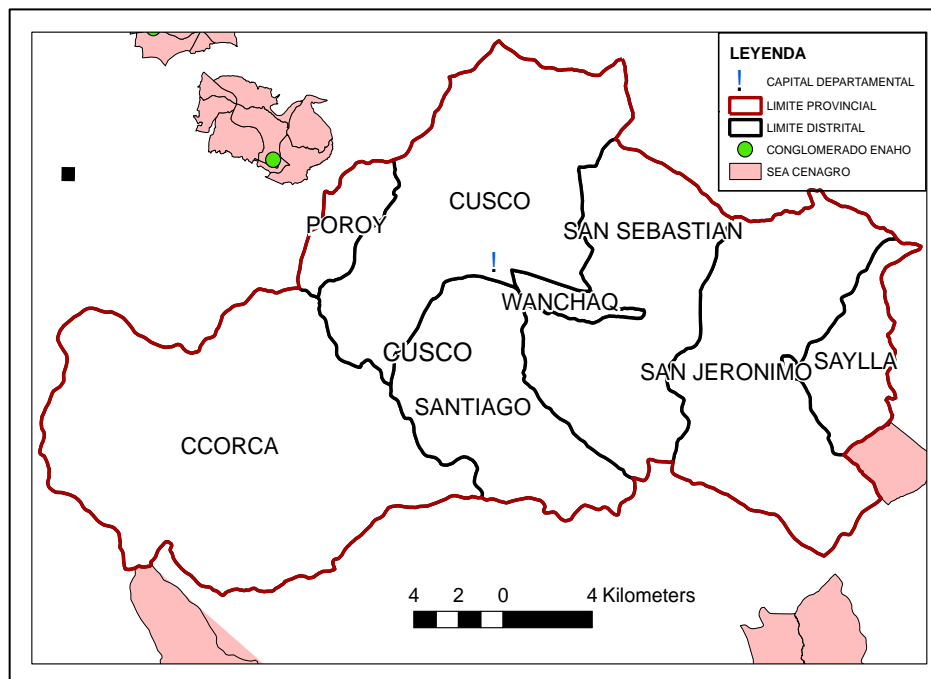 LEYENDA
! CAPITAL DEPARTAMENTAL
LIMITE PROVINCIAL
LIMITE DISTRITAL
CONGLOMERADO ENAHO
SEA CENAGRO
CUSCO
POROY
SAN SEBASTIAN
!
WANCHAQ
CUSCO
SAN JERONIMO
SAYLLA
SANTIAGO
CCORCA
4 2 0 4 Kilometers